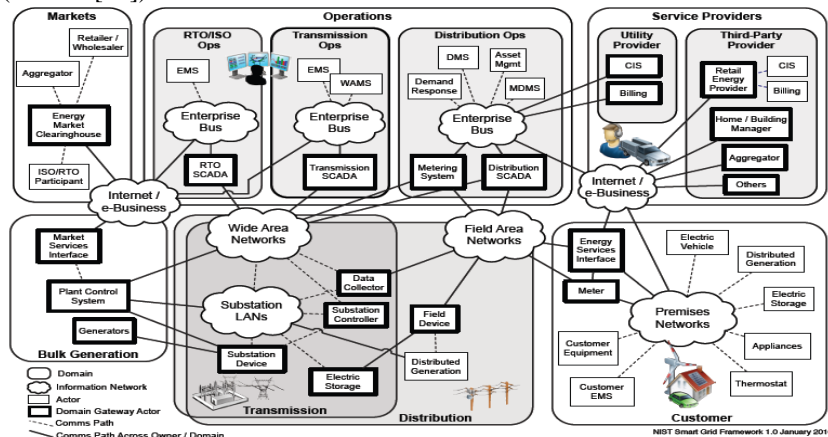 Markets
Operations
Service Providers
Retailer /
Wholesaler
Aggregator
Energy
Market
Clearinghouse
ISO/RTO
Participant
RTO/ISO
Ops
EMS
Enterprise
Bus
RTO
SCADA
Transmission
Ops
EMS
WAMS
Enterprise
Bus
Transmission
SCADA
Distribution Ops
DMS
Asset
Mgmt
Demand
Response
MDMS
Enterprise
Bus
Metering
System
Distribution
SCADA
Utility
Provider
CIS
Billing
Third-Party
Provider
Retail
Energy
Provider
CIS
Billing
Home / Building
Manager
Aggregator
Others
Internet /
e-Business
Internet /
e-Business
Wide Area
Networks
Field Area
Networks
Market
Services
Interface
Plant Control
System
Generators
Bulk Generation
Data
Collector
Substation
LANs
Substation
Controller
Substation
Device
Electric
Storage
Field
Device
Distributed
Generation
Transmission
Distribution
Energy
Services
Interface
Meter
Premises
Networks
Electric
Vehicle
Distributed
Generation
Electric
Storage
Appliances
Thermostat
Customer
Equipment
Customer
EMS
Customer
Domain
Information Network
Actor
Domain Gateway Actor
Comms Path
Comms Path Across Owner / Domain
NIST Smart Grid Framework 1.0 January